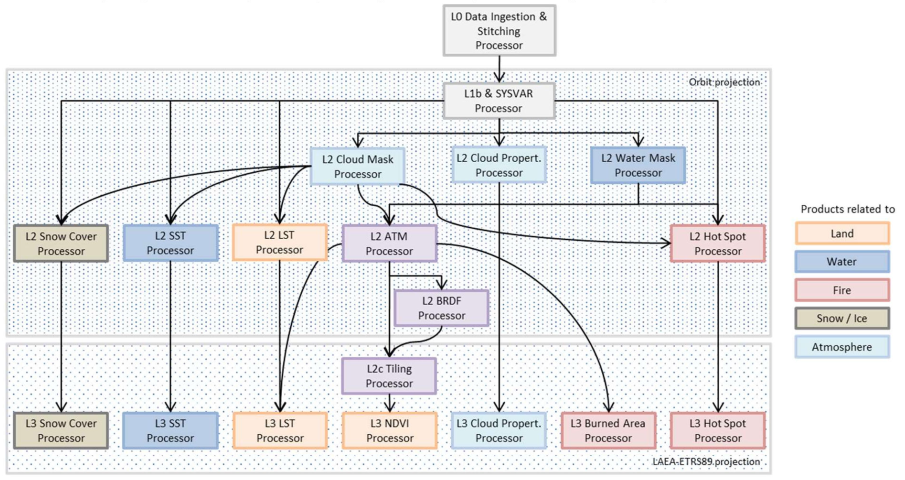 L0 Data Ingestion &
Stitching
Processor
Orbit projection
L1b & SYSVAR
Processor
L2 Cloud Mask
Processor
L2 Cloud Propert.
Processor
L2 Water Mask
Processor
Products related to
L2 Snow Cover
Processor
L2 SST
Processor
L2 LST
Processor
L2 ATM
Processor
L2 Hot Spot
Processor
Land
Water
Fire
Snow / Ice
Atmosphere
L2 BRDF
Processor
L2c Tiling
Processor
L3 Snow Cover
Processor
L3 SST
Processor
L3 LST
Processor
L3 NDVI
Processor
L3 Cloud Propert.
Processor
L3 Burned Area
Processor
L3 Hot Spot
Processor
LAEA-ETRS89 projection